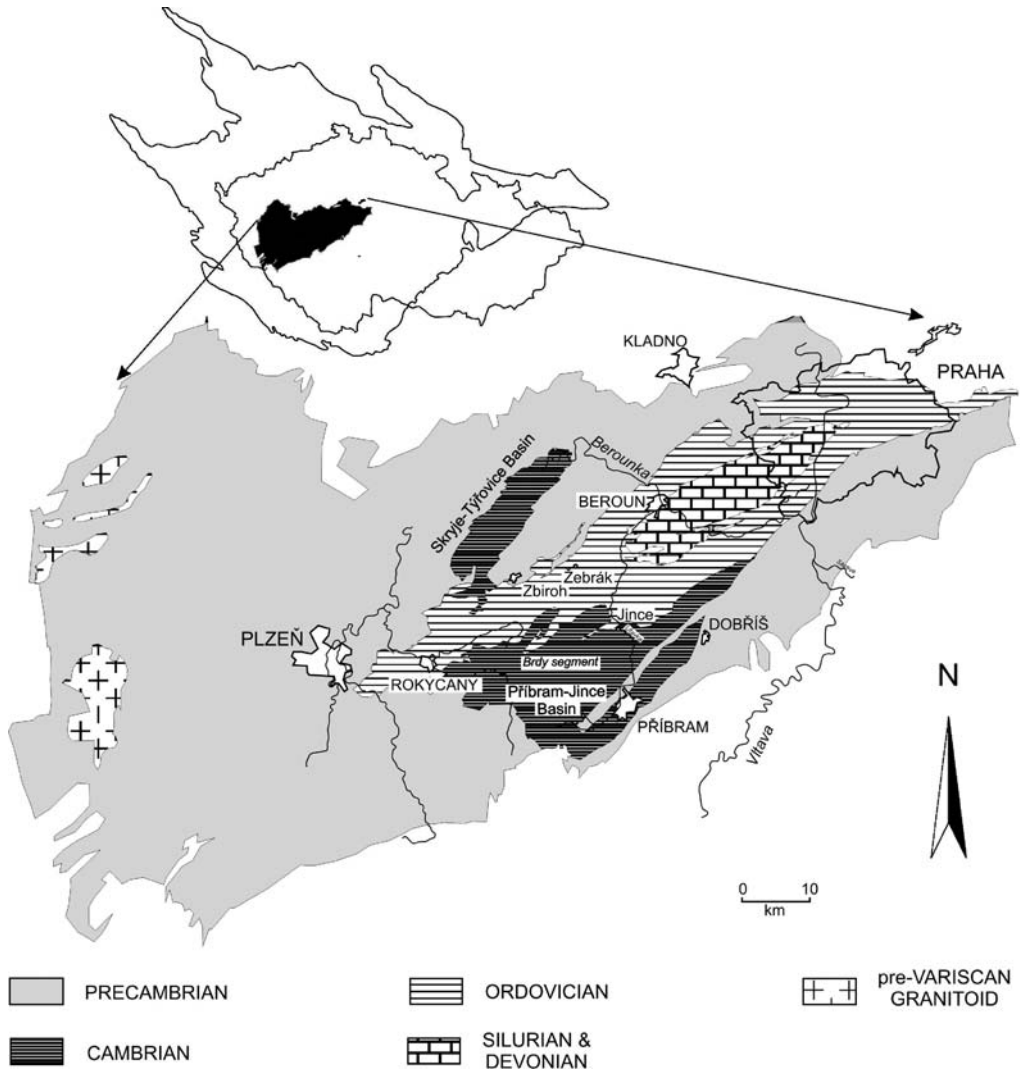 KLADNO
PRAHA
Skryje-Týřovice Basin
Berounka
BEROUN
Žebrák
Zbiroh
Jince
DOBŘÍŠ
PLZEŇ
Brdy segment
ROKYCANY
Příbram-Jince
Basin
PŘÍBRAM
Vltava
N
0 10
km
PRECAMBRIAN
ORDOVICIAN
pre-VARISCAN
GRANITOID
CAMBRIAN
SILURIAN &
DEVONIAN